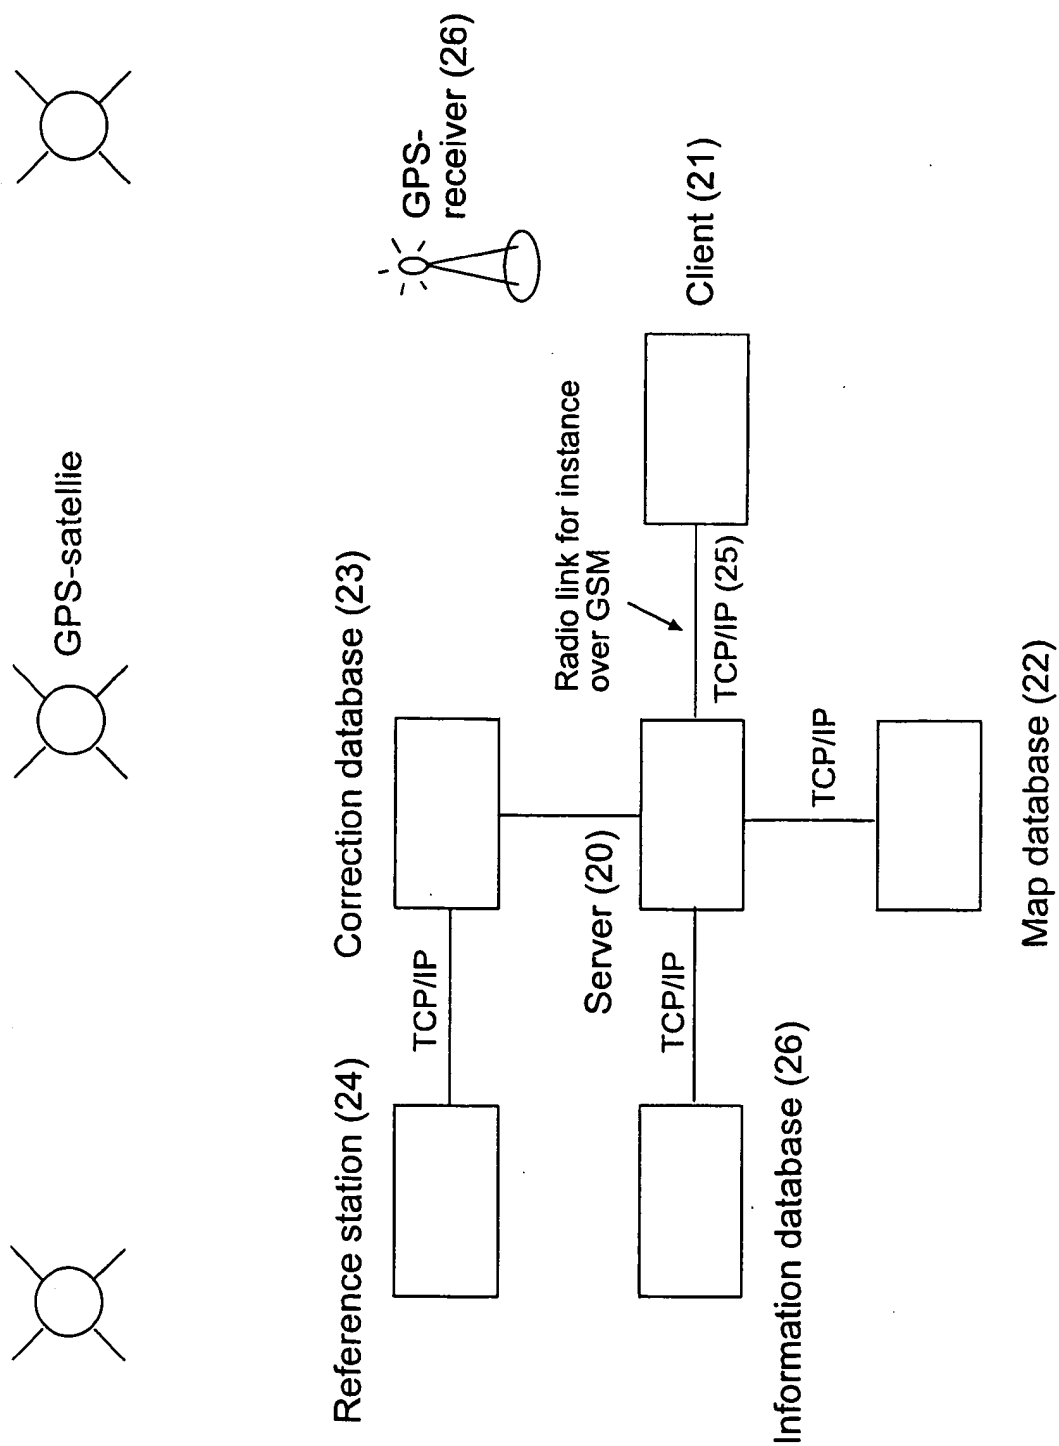 GPS-satellie
GPS-
receiver (26)
Reference station (24)
Correction database (23)
TCP/IP
Radio link for instance
over GSM
Server (20)
Client (21)
TCP/IP
TCP/IP (25)
Information database (26)
TCP/IP
Map database (22)